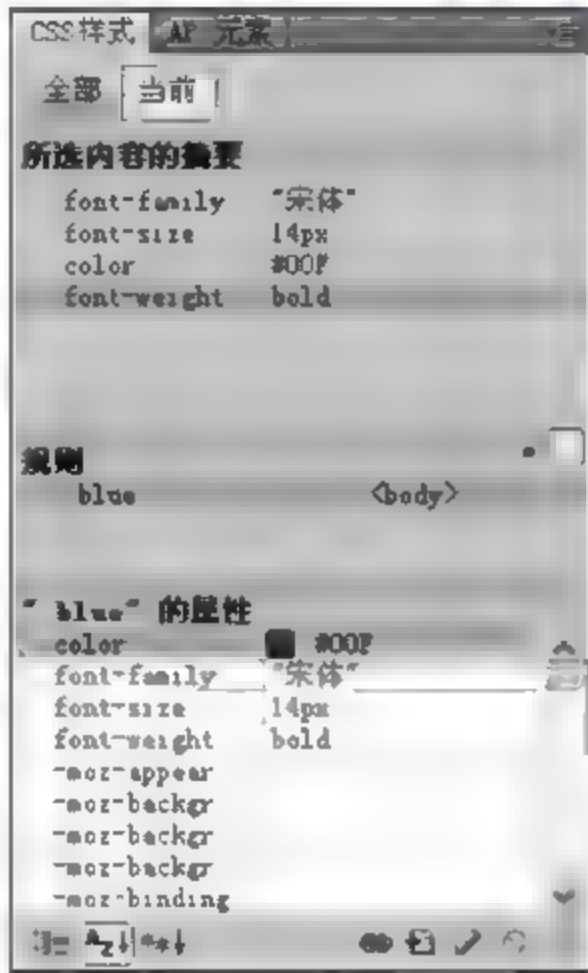 CSS样式 AP 元素
全部 当前
所选内容的摘要
font-family "宋体"
font-size 14px
color #00F
font-weight bold
规则
blue <body>
" blue" 的属性
color #00F
font-family "宋体"
font-size 14px
font-weight bold
-moz-appear
-moz-backgr
-moz-backgr
-moz-backgr
-moz-binding